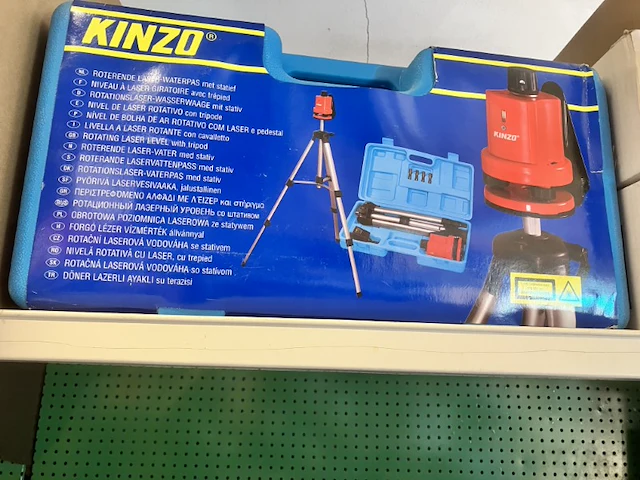 KINZO®
NL ROTERENDE LASER-WATERPAS met statief
F NIVEAU À LASER GIRATOIRE avec trépied
D ROTATIONSLASER-WASSERWAAGE mit stativ
E NIVEL DE LASER ROTATIVO con trípode
P NÍVEL DE BOLHA DE AR ROTATIVO COM LASER e pedestal
I LIVELLA A LASER ROTANTE con cavalletto
GB ROTATING LASER LEVEL with tripod
N ROTERENDE LASER-VATER med stativ
S ROTERANDE LASERVATTENPASS med stativ
DK ROTATIONSLASER-VATERPAS med stativ
SF PYÖRIVÄ LASERVESIVAAKA, jalustallinen
GR ΠΕΡΙΣΤΡΕΦΟΜΕΝΟ ΑΛΦΑΔΙ ΜΕ ΛΕΪΖΕΡ και στήριγμα
RUS РОТАЦИОННЫЙ ЛАЗЕРНЫЙ УРОВЕНЬ со штативом
PL OBROTOWA POZIOMNICA LASEROWA ze statywem
H FORGÓ LÉZER VÍZMÉRTÉK állvánnyal
CZ ROTAČNÍ LASEROVÁ VODOVÁHA se stativem
RO NIVELĂ ROTATIVĂ CU LASER, cu trepied
SK ROTAČNÁ LASEROVÁ VODOVÁHA so statívom
TR DÖNER LAZERLI AYAKLI su terazisi
KINZO